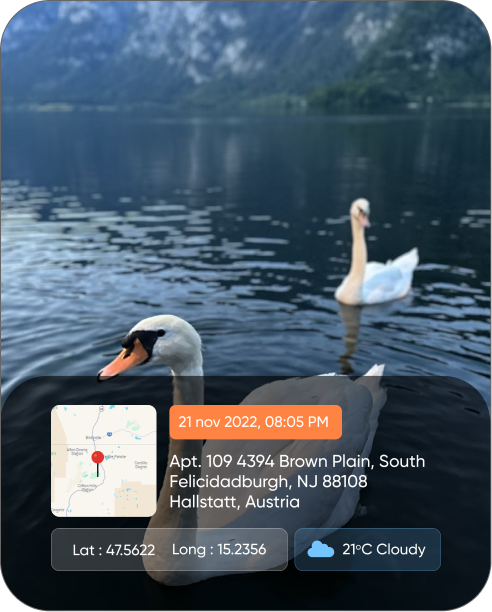 21 nov 2022, 08:05 PM
Apt. 109 4394 Brown Plain, South
Felicidadburgh, NJ 88108
Hallstatt, Austria
Lat : 47.5622 Long : 15.2356
21°C Cloudy